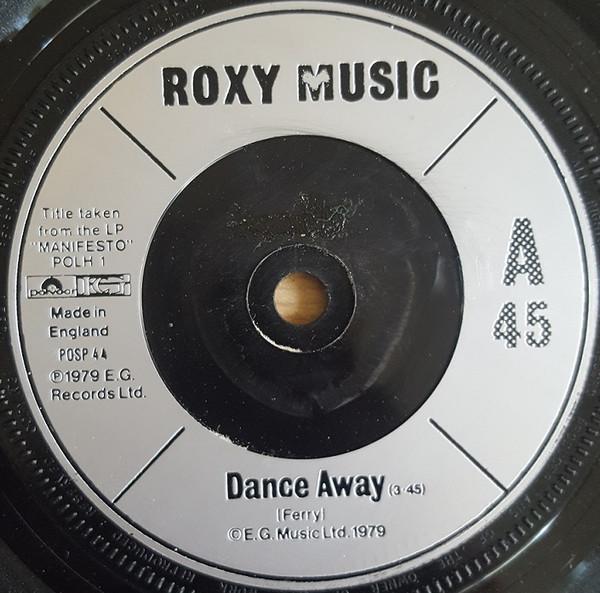 ROXY MUSIC
Title taken
from the LP
"MANIFESTO"
POLH 1
polydor
Made in
England
POSP 44
℗1979 E.G.
Records Ltd.
A
45
Dance Away (3·45)
(Ferry)
© E.G. Music Ltd. 1979